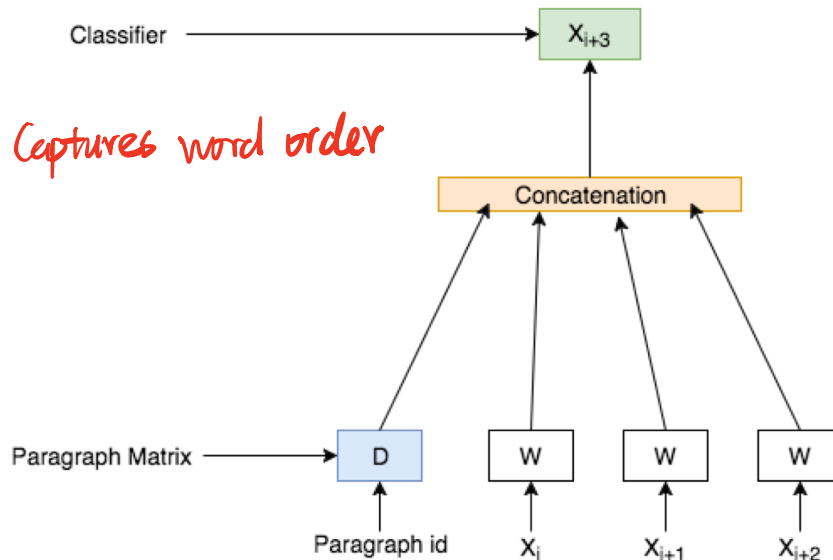 Classifier
X_{i+3}
Captures word order
Concatenation
Paragraph Matrix
D
W
W
W
Paragraph id
X_i
X_{i+1}
X_{i+2}